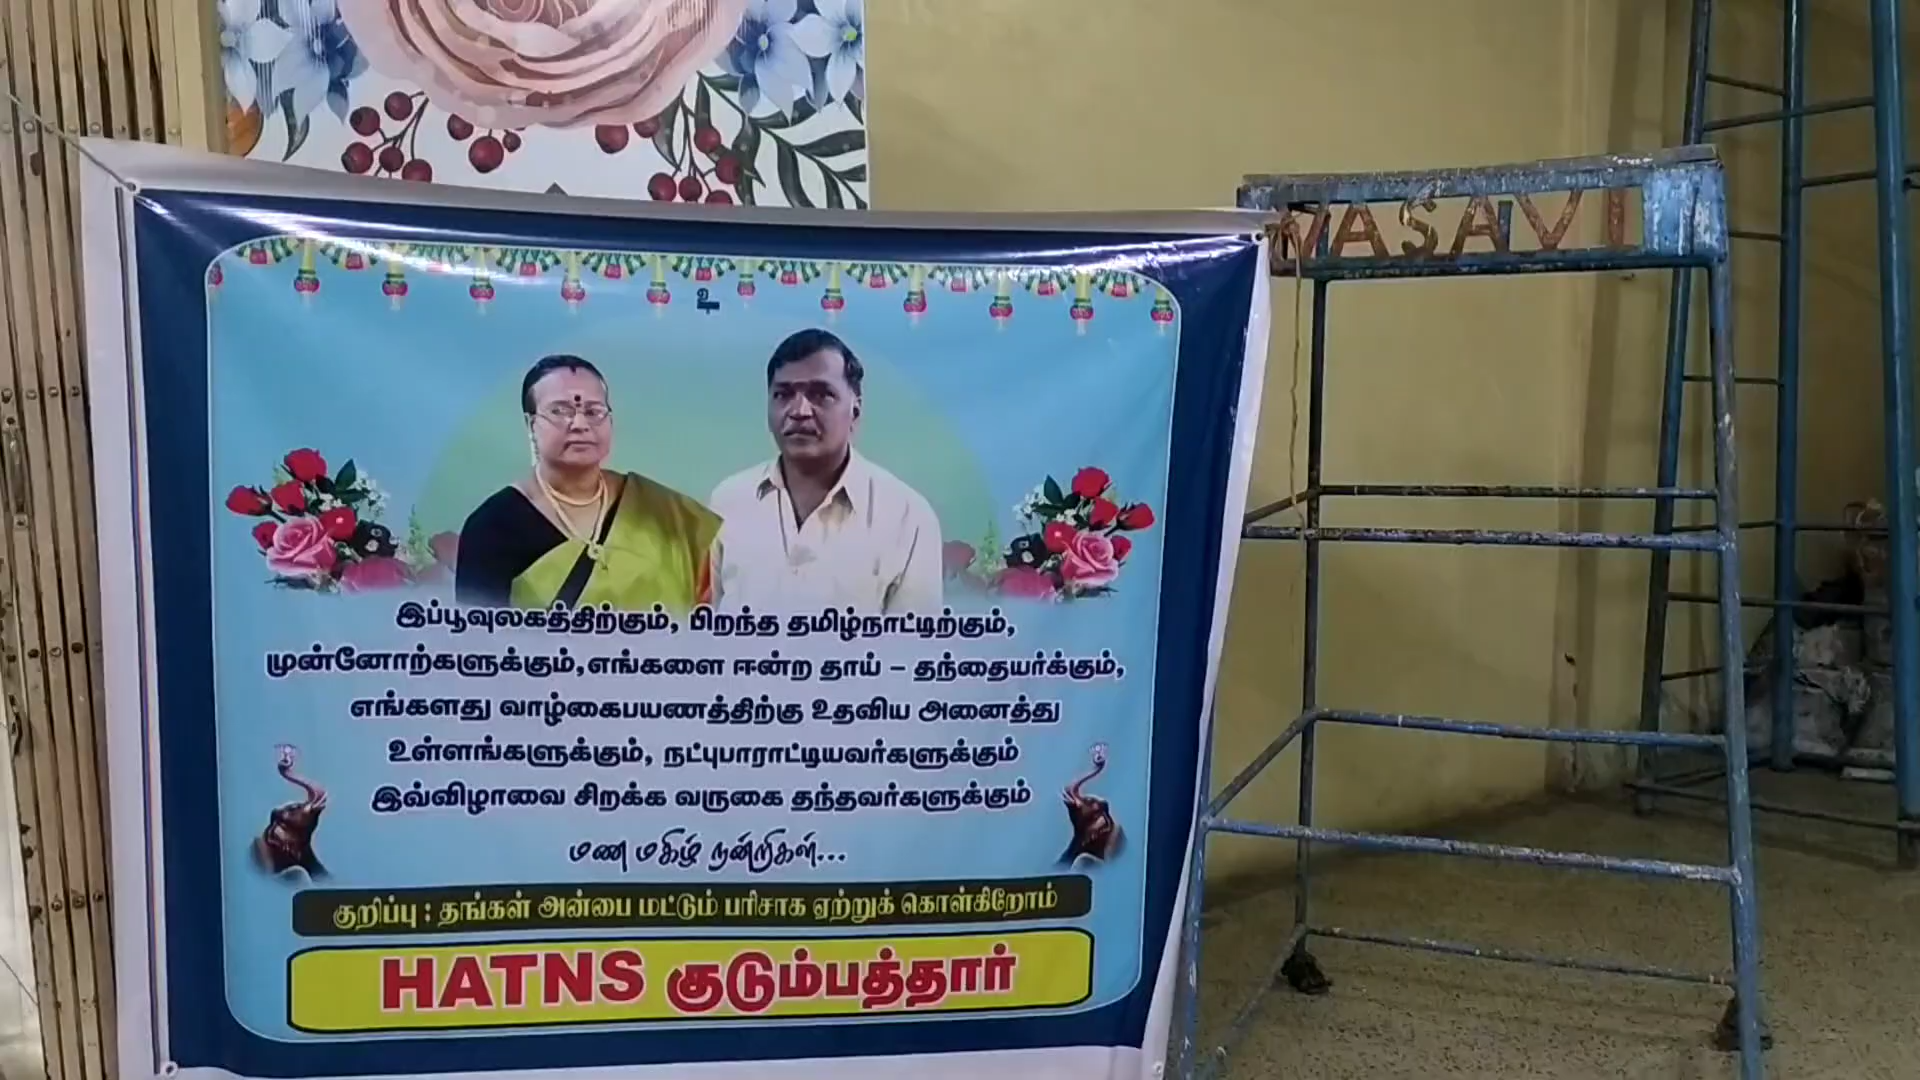 உ
VASAVI
இப்பூவுலகத்திற்கும், பிறந்த தமிழ்நாட்டிற்கும்,
முன்னோற்களுக்கும்,எங்களை ஈன்ற தாய் – தந்தையர்க்கும்,
எங்களது வாழ்கைபயணத்திற்கு உதவிய அனைத்து
உள்ளங்களுக்கும், நட்புபாராட்டியவர்களுக்கும்
இவ்விழாவை சிறக்க வருகை தந்தவர்களுக்கும்
மண மகிழ் நன்றிகள்...
குறிப்பு : தங்கள் அன்பை மட்டும் பரிசாக ஏற்றுக் கொள்கிறோம்
HATNS குடும்பத்தார்